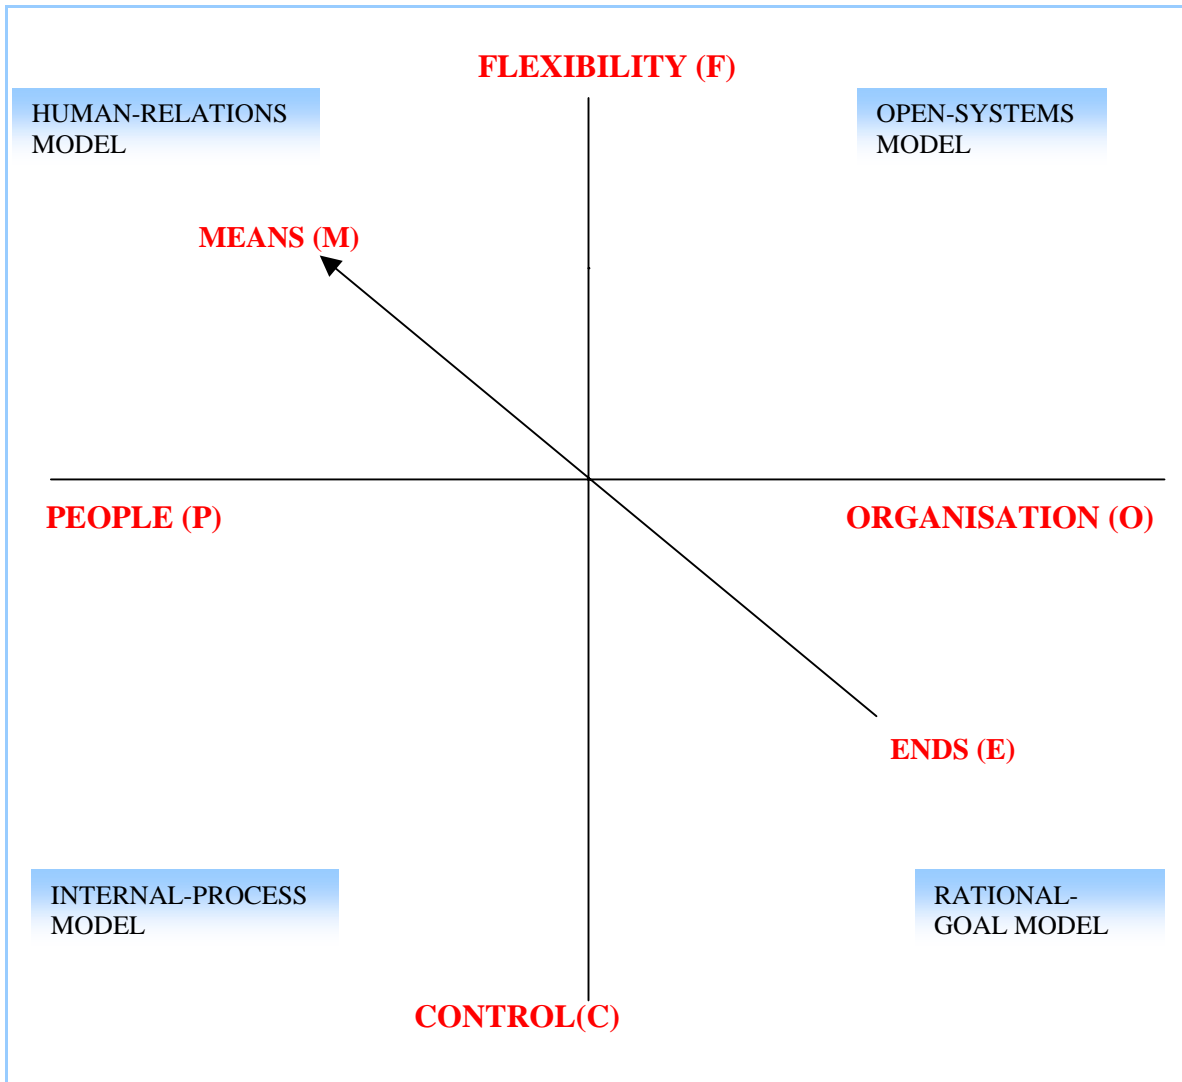 FLEXIBILITY (F)
HUMAN-RELATIONS
MODEL
OPEN-SYSTEMS
MODEL
MEANS (M)
PEOPLE (P)
ORGANISATION (O)
ENDS (E)
INTERNAL-PROCESS
MODEL
RATIONAL-
GOAL MODEL
CONTROL(C)